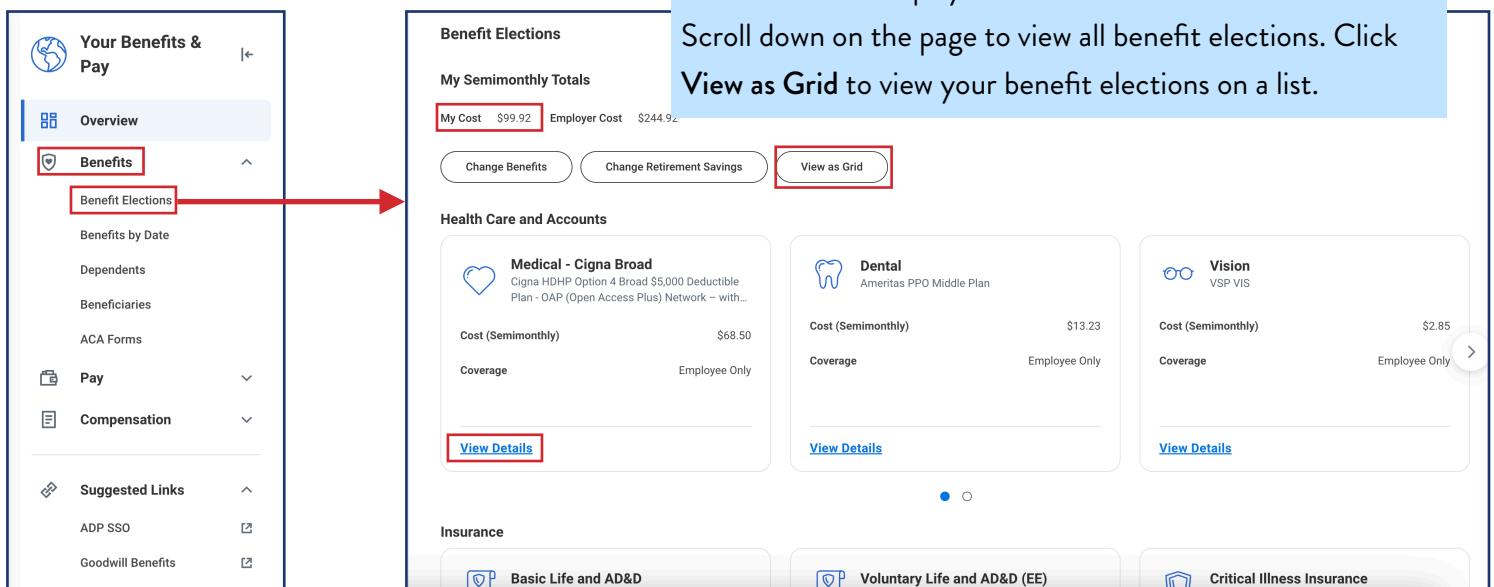 Your Benefits &
Pay
Overview
Benefits
Benefit Elections
Benefits by Date
Dependents
Beneficiaries
ACA Forms
Pay
Compensation
Suggested Links
ADP SSO
Goodwill Benefits
Scroll down on the page to view all benefit elections. Click
View as Grid to view your benefit elections on a list.
Benefit Elections
My Semimonthly Totals
My Cost $99.92 Employer Cost $244.92
Change Benefits Change Retirement Savings View as Grid
Health Care and Accounts
Medical - Cigna Broad
Cigna HDHP Option 4 Broad $5,000 Deductible
Plan - OAP (Open Access Plus) Network – with...
Cost (Semimonthly) $68.50
Coverage Employee Only
View Details
Dental
Ameritas PPO Middle Plan
Cost (Semimonthly) $13.23
Coverage Employee Only
View Details
Vision
VSP VIS
Cost (Semimonthly) $2.85
Coverage Employee Only
View Details
Insurance
Basic Life and AD&D
Voluntary Life and AD&D (EE)
Critical Illness Insurance